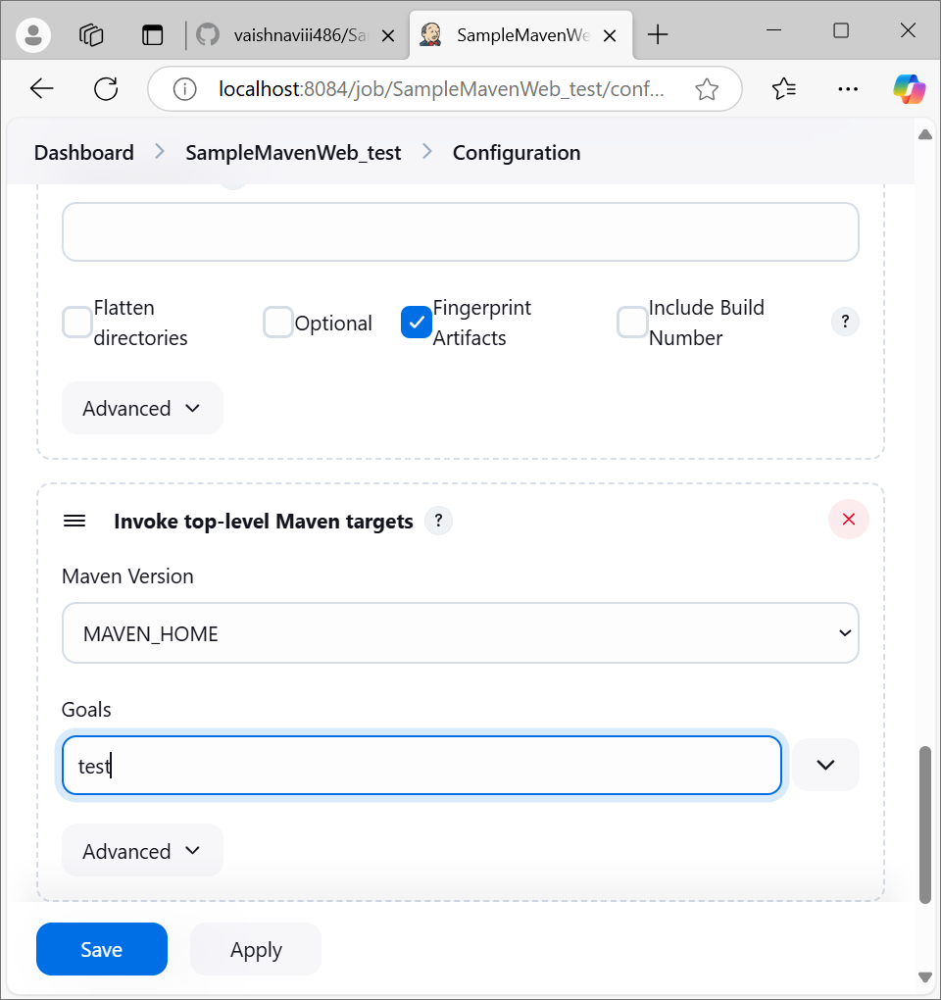 vaishnaviii486/Sa
SampleMavenWe
localhost:8084/job/SampleMavenWeb_test/conf...
Dashboard > SampleMavenWeb_test > Configuration
Flatten directories
Optional
Fingerprint Artifacts
Include Build Number
?
Advanced
Invoke top-level Maven targets ?
Maven Version
MAVEN_HOME
Goals
test
Advanced
Save
Apply